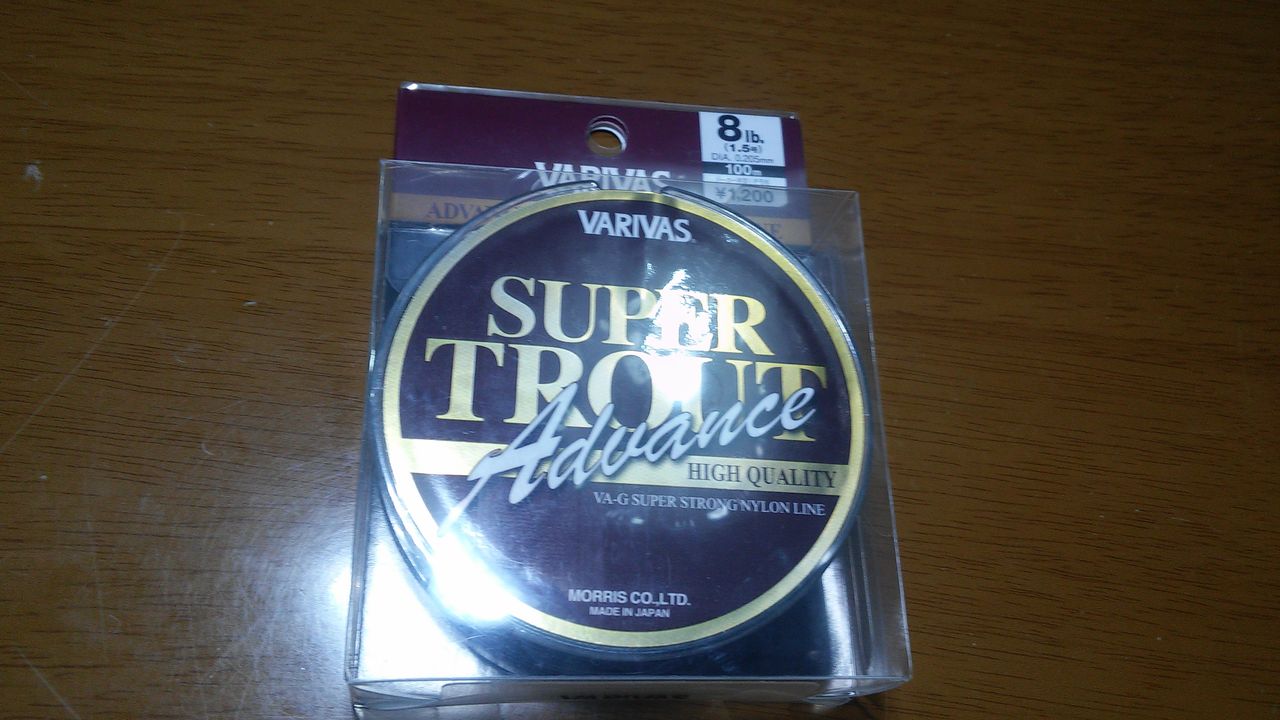 8lb.
(1.5号)
DIA. 0.205mm
100m
¥1,200
VARIVAS
VARIVAS
SUPER
TROUT
Advance
HIGH QUALITY
VA-G SUPER STRONG NYLON LINE
MORRIS CO.,LTD.
MADE IN JAPAN